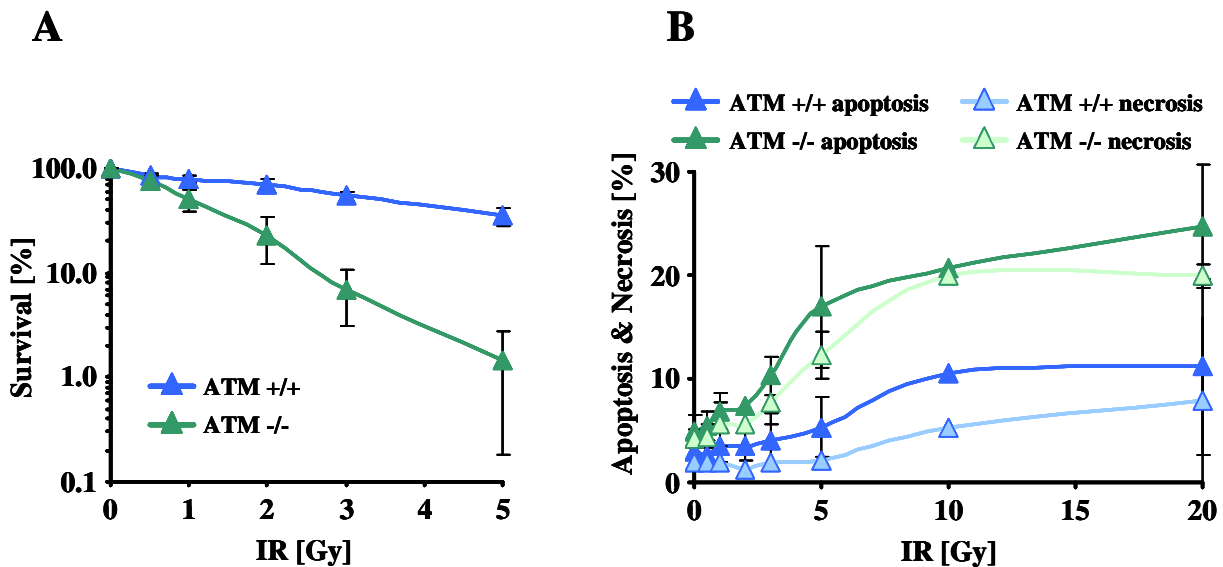 A
B
ATM +/+ apoptosis
ATM +/+ necrosis
ATM -/- apoptosis
ATM -/- necrosis
Survival [%]
100.0
10.0
1.0
0.1
ATM +/+
ATM -/-
0 1 2 3 4 5
IR [Gy]
Apoptosis & Necrosis [%]
30
20
10
0
0 5 10 15 20
IR [Gy]